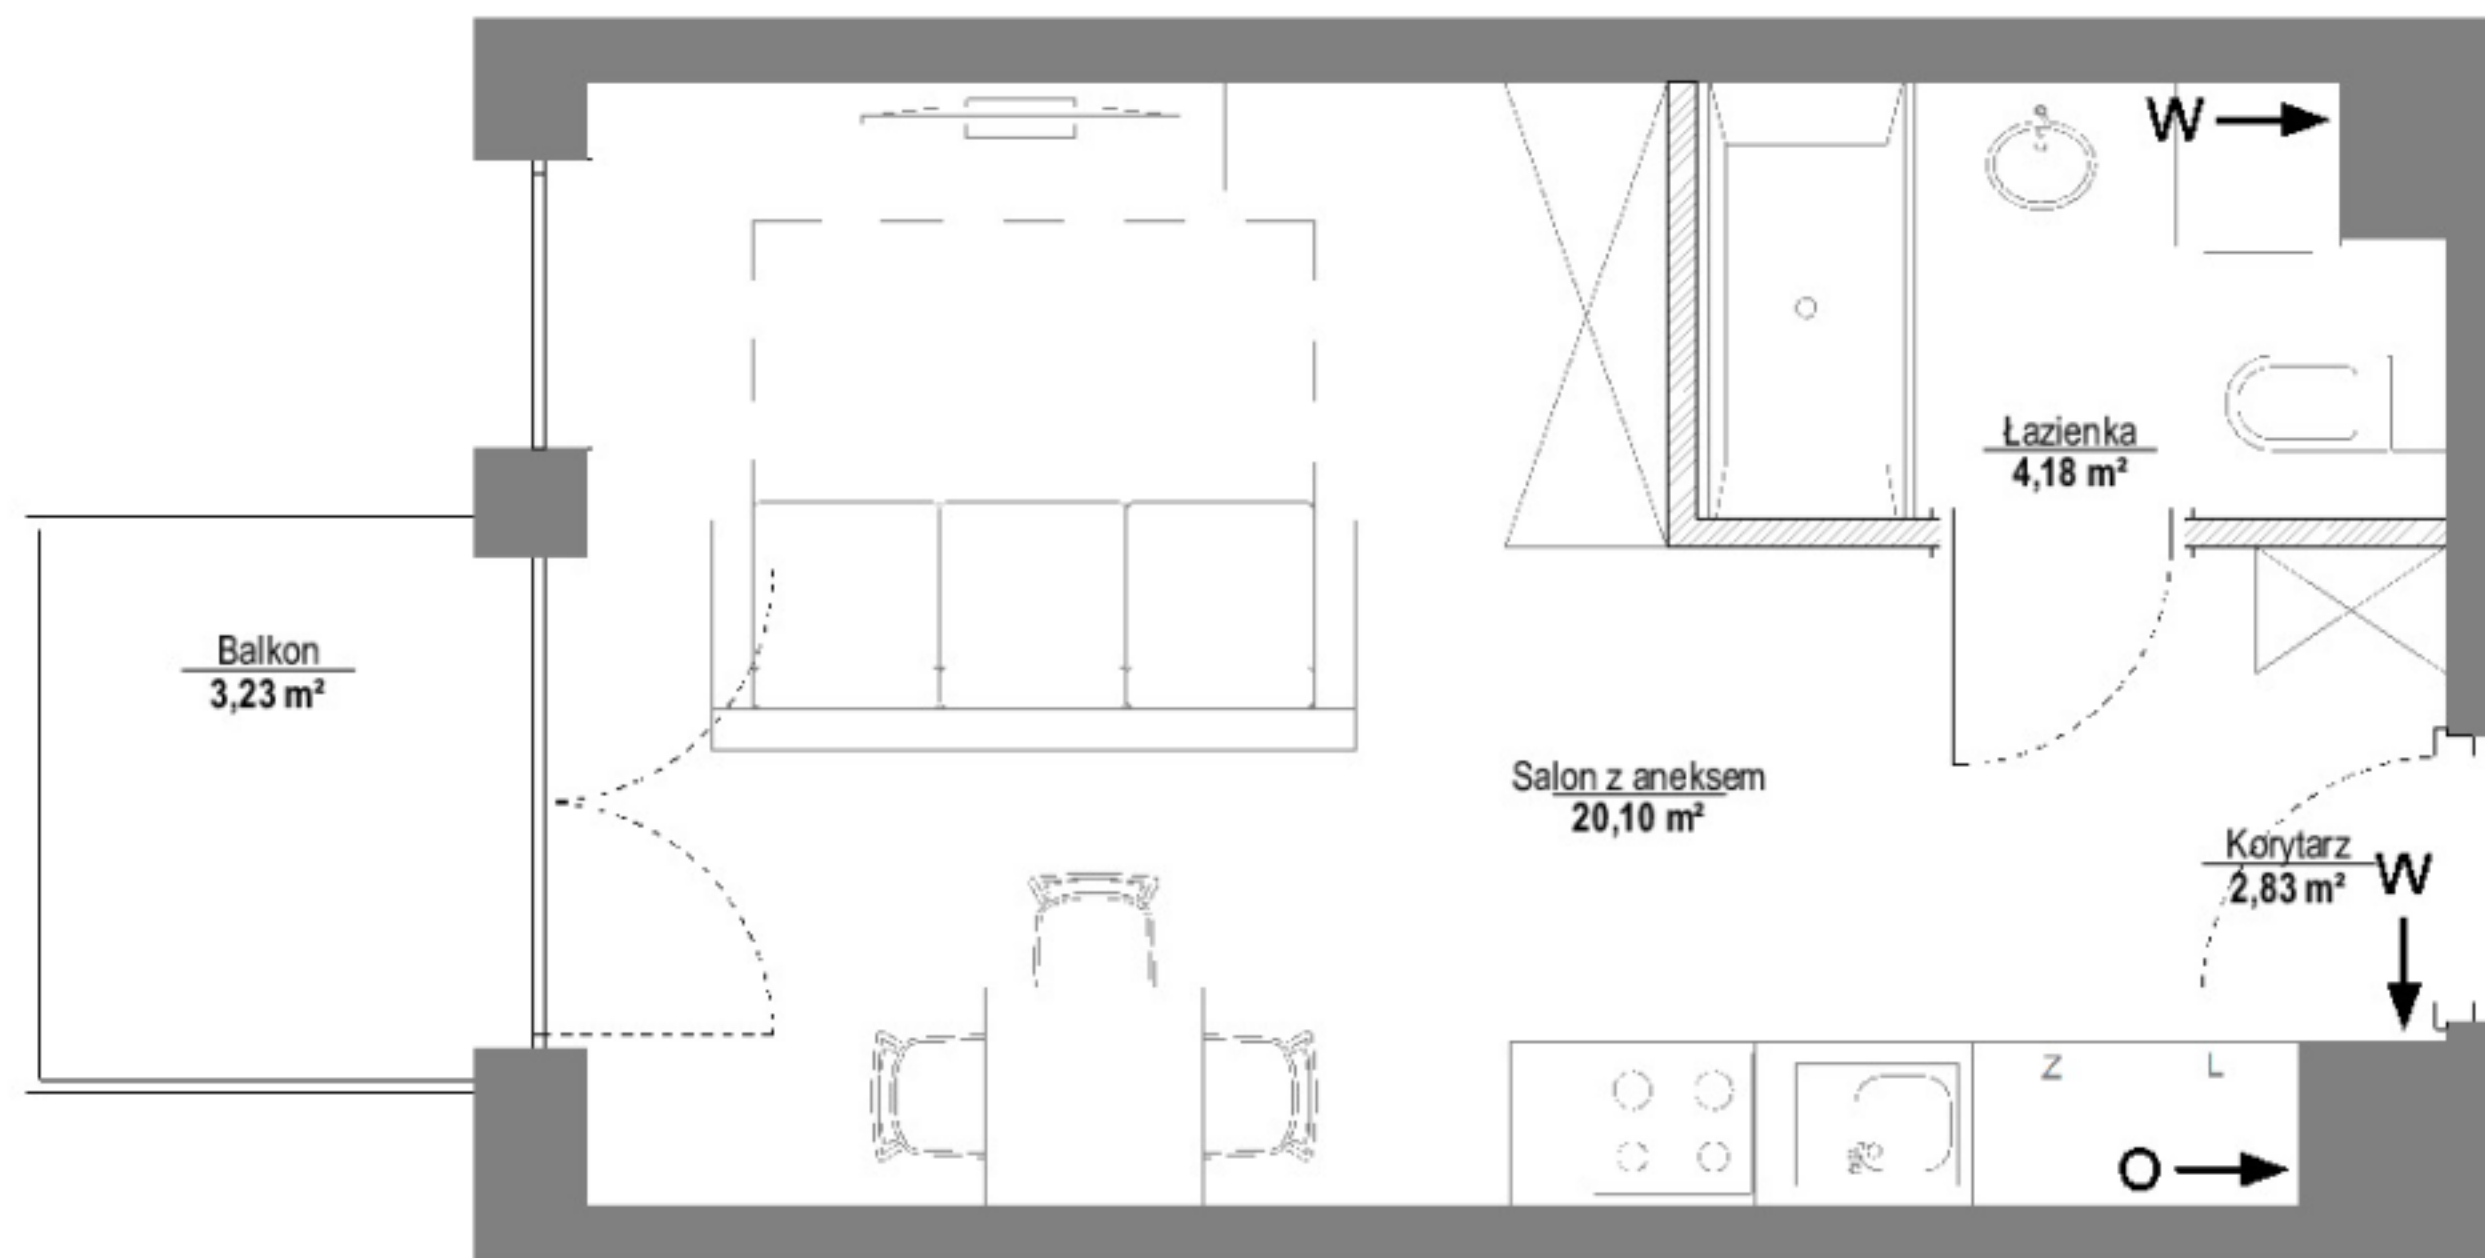 W
Łazienka
4,18 m²
Balkon
3,23 m²
Salon z aneksem
20,10 m²
Korytarz
2,83 m²
W
Z
L
O